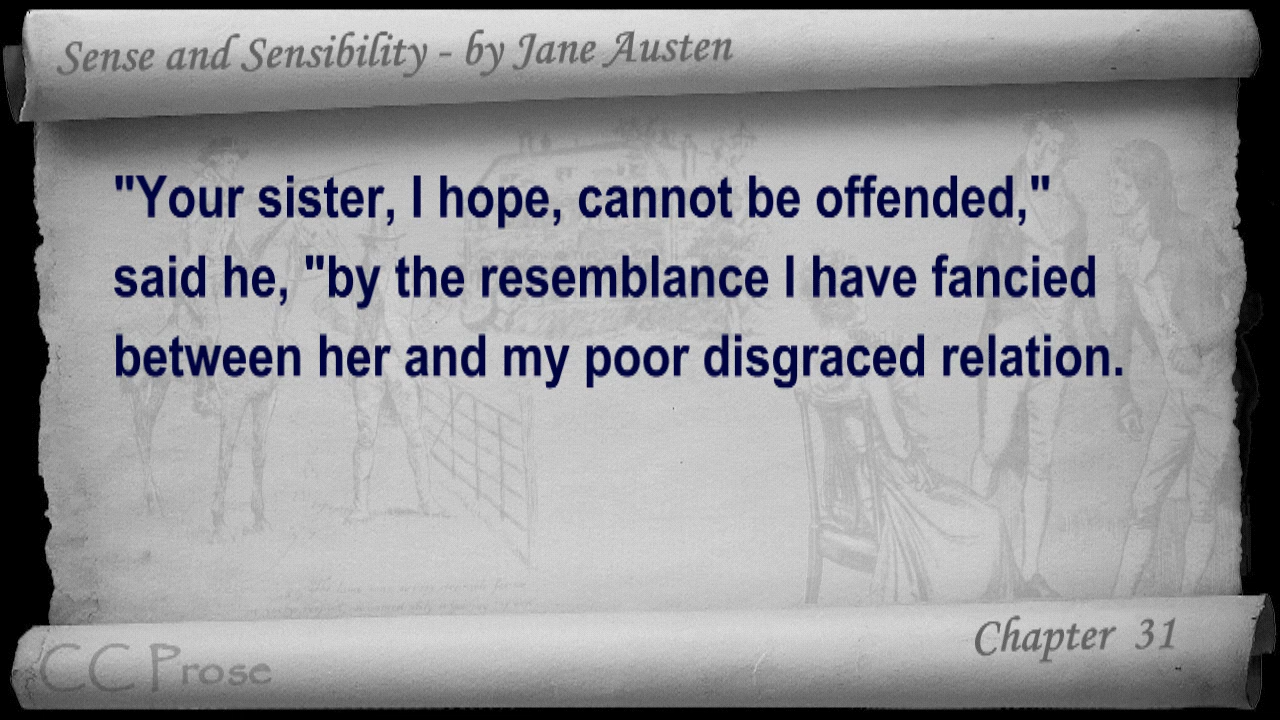 Sense and Sensibility - by Jane Austen
"Your sister, I hope, cannot be offended,"
said he, "by the resemblance I have fancied
between her and my poor disgraced relation.
Chapter 31
CC Prose